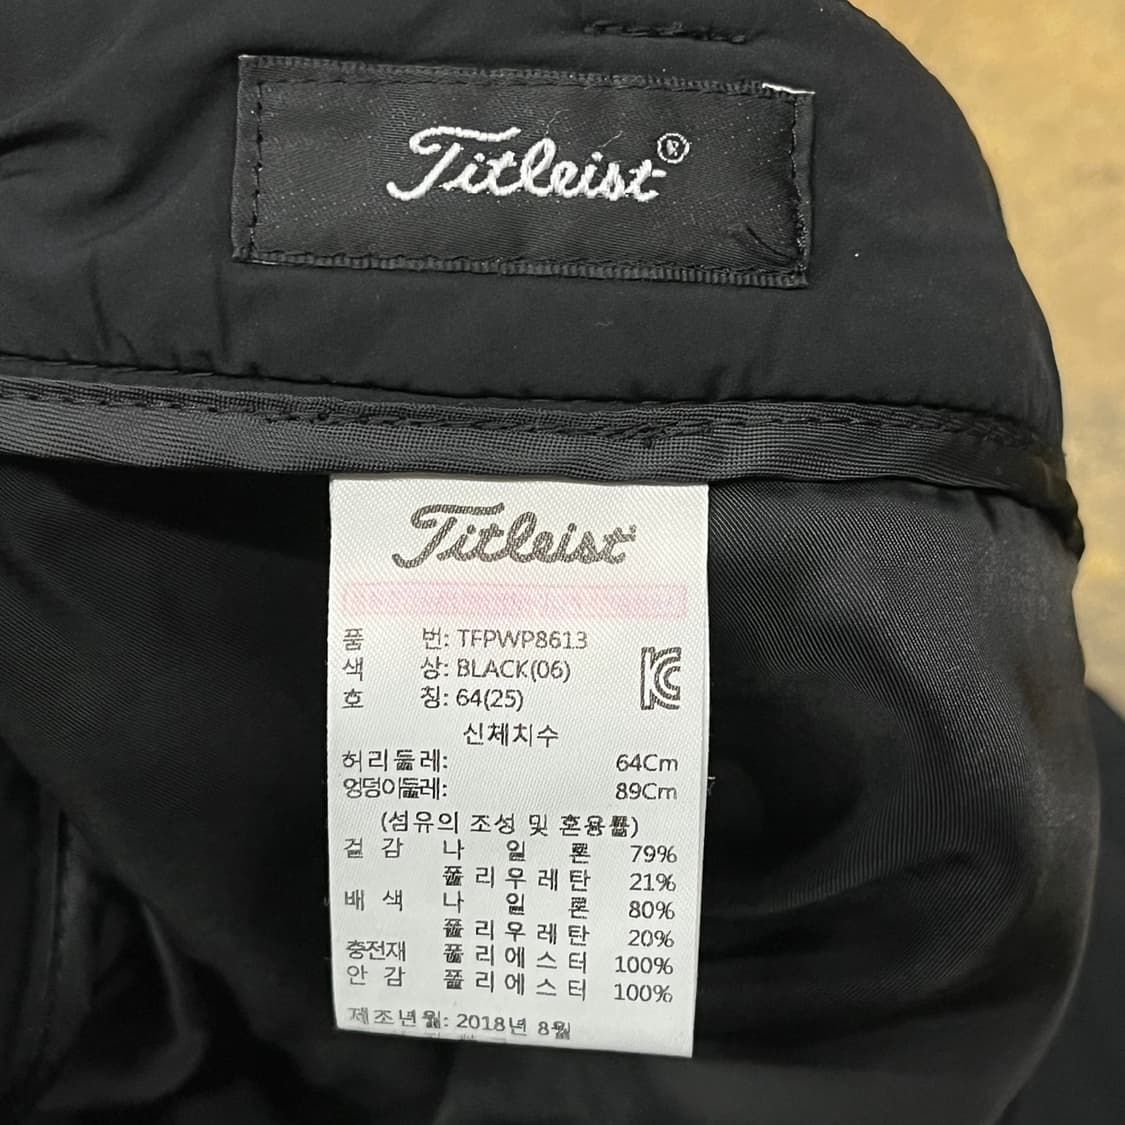 Titleist®
Titleist
품 번: TFPWP8613
색 상: BLACK(06)
호 칭: 64(25)
신체치수
허리둘레: 64Cm
엉덩이둘레: 89Cm
(섬유의 조성 및 혼용률)
겉 감 나 일 론 79%
폴리우레탄 21%
배 색 나 일 론 80%
폴리우레탄 20%
충전재 폴리에스터 100%
안 감 폴리에스터 100%
제조년월: 2018년 8월